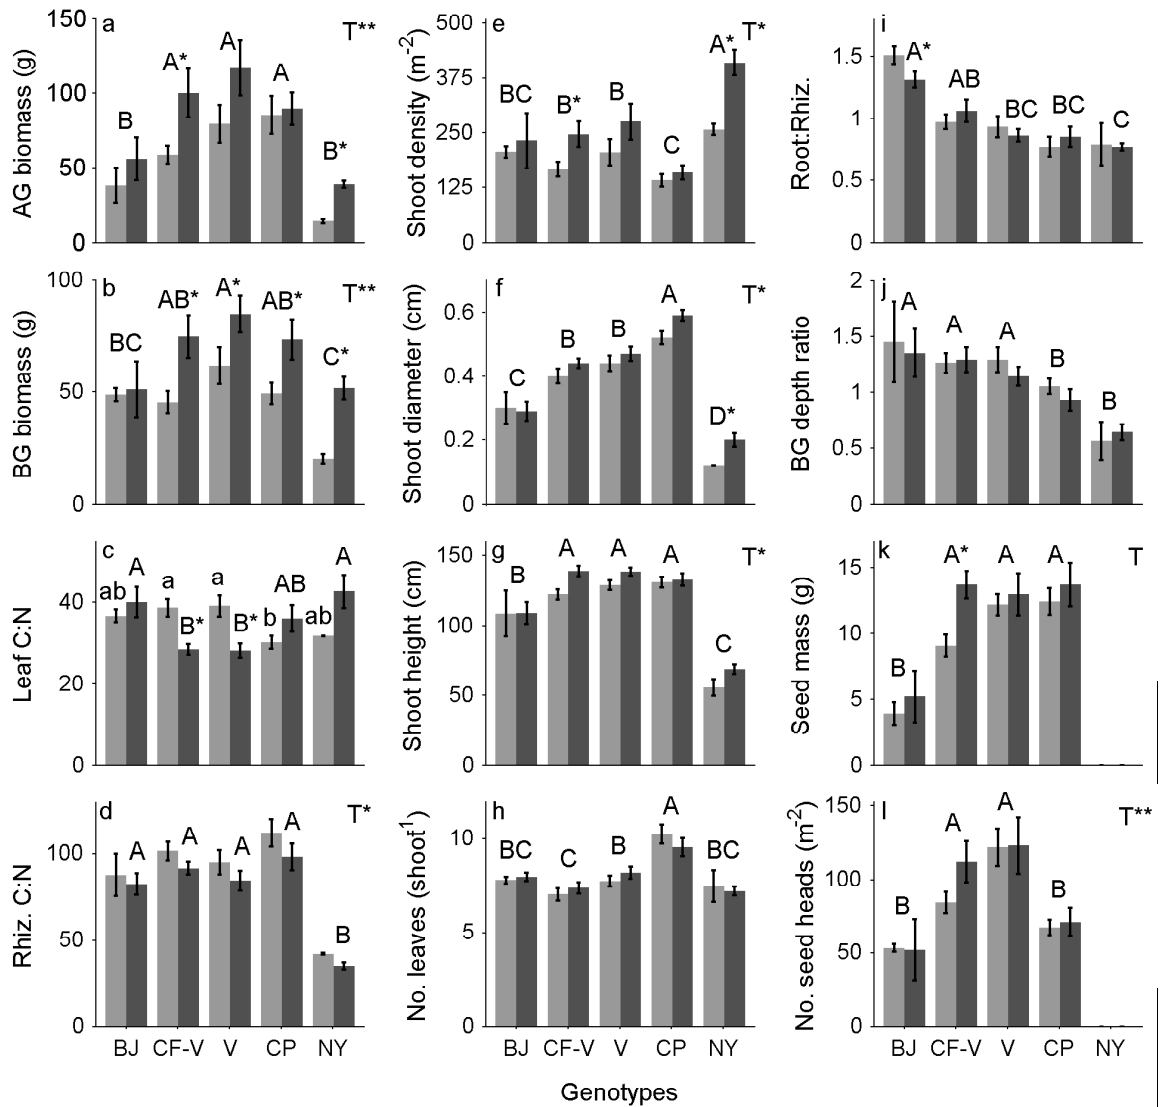 a
T**
AG biomass (g)
150
100
50
0
B
A*
A
A
B*
b
T**
BG biomass (g)
100
50
0
BC
AB*
A*
AB*
C*
c
Leaf C:N
40
20
0
ab
A
a
B*
a
B*
b
AB
ab
A
d
T*
Rhiz. C:N
100
50
0
A
A
A
A
B
BJ CF-V V CP NY
e
T*
Shoot density (m-2)
500
375
250
125
0
BC
B*
B
C
A*
f
T*
Shoot diameter (cm)
0.6
0.4
0.2
0
C
B
B
A
D*
g
T*
Shoot height (cm)
150
100
50
0
B
A
A
A
C
h
No. leaves (shoot1)
10
5
0
BC
C
B
A
BC
BJ CF-V V CP NY
Genotypes
i
Root:Rhiz.
1.5
1
0.5
0
A*
AB
BC
BC
C
j
BG depth ratio
2
1.5
1
0.5
0
A
A
A
B
B
k
T
Seed mass (g)
15
10
5
0
B
A*
A
A
l
T**
No. seed heads (m-2)
150
100
50
0
B
A
A
B
BJ CF-V V CP NY